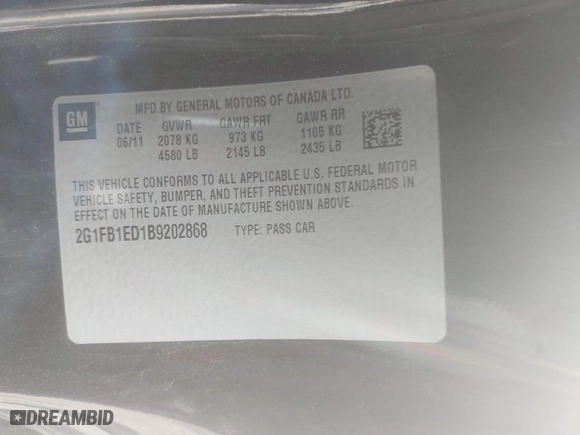 MFD BY GENERAL MOTORS OF CANADA LTD.
GM
DATE GVWR GAWR FRT GAWR RR
06/11 2078 KG 973 KG 1105 KG
4580 LB 2145 LB 2435 LB
THIS VEHICLE CONFORMS TO ALL APPLICABLE U.S. FEDERAL MOTOR
VEHICLE SAFETY, BUMPER, AND THEFT PREVENTION STANDARDS IN
EFFECT ON THE DATE OF MANUFACTURE SHOWN ABOVE.
2G1FB1ED1B9202868 TYPE: PASS CAR
DREAMBID